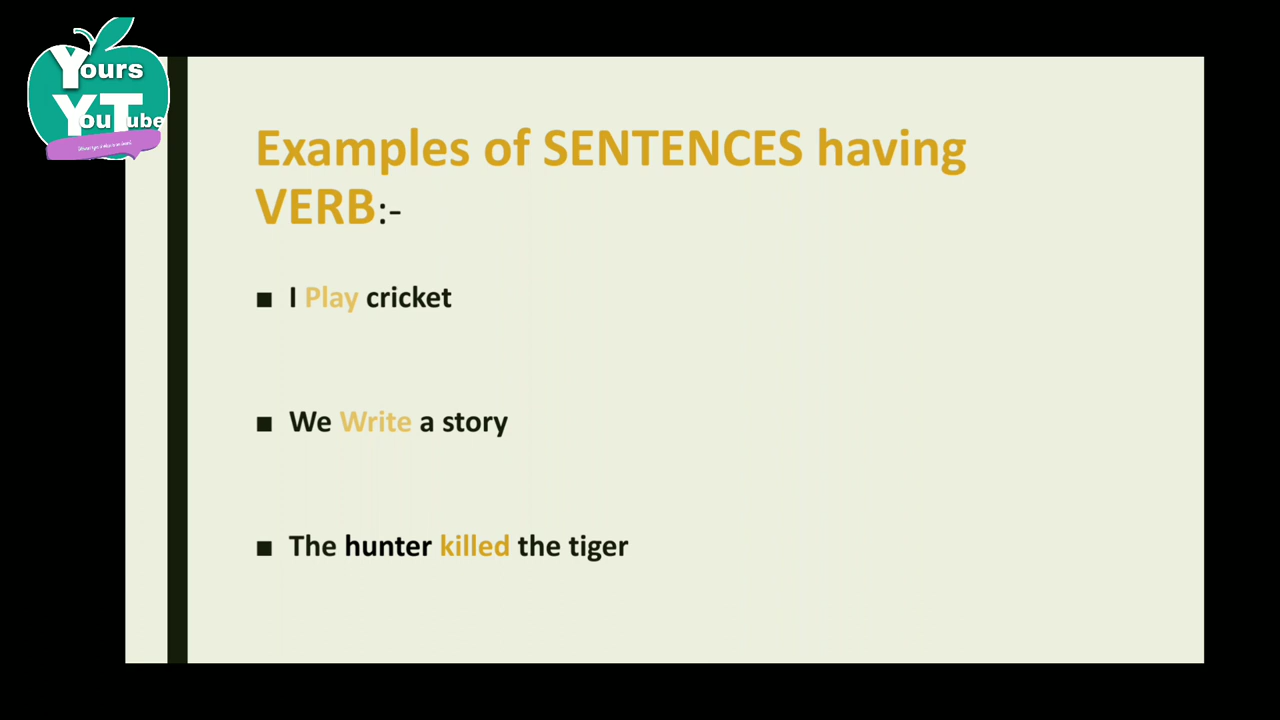 Yours
YouTube
Examples of SENTENCES having
VERB:-
■ I Play cricket
■ We Write a story
■ The hunter killed the tiger